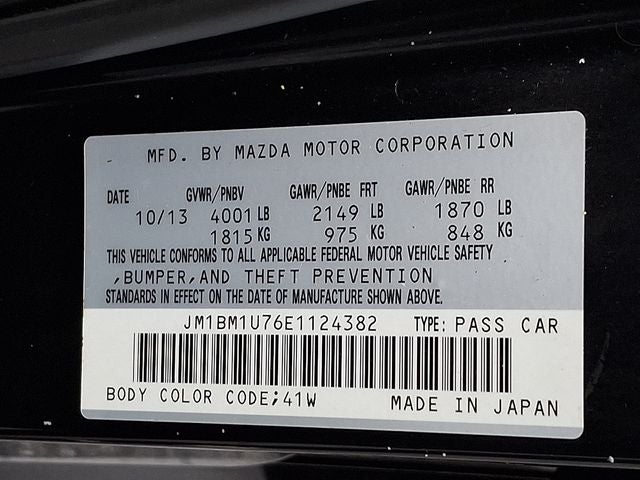 MFD. BY MAZDA MOTOR CORPORATION
DATE GVWR/PNBV GAWR/PNBE FRT GAWR/PNBE RR
10/13 4001 LB 2149 LB 1870 LB
1815 KG 975 KG 848 KG
THIS VEHICLE CONFORMS TO ALL APPLICABLE FEDERAL MOTOR VEHICLE SAFETY
,BUMPER,AND THEFT PREVENTION
STANDARDS IN EFFECT ON THE DATE OF MANUFACTURE SHOWN ABOVE.
JM1BM1U76E1124382 TYPE: PASS CAR
BODY COLOR CODE;41W MADE IN JAPAN